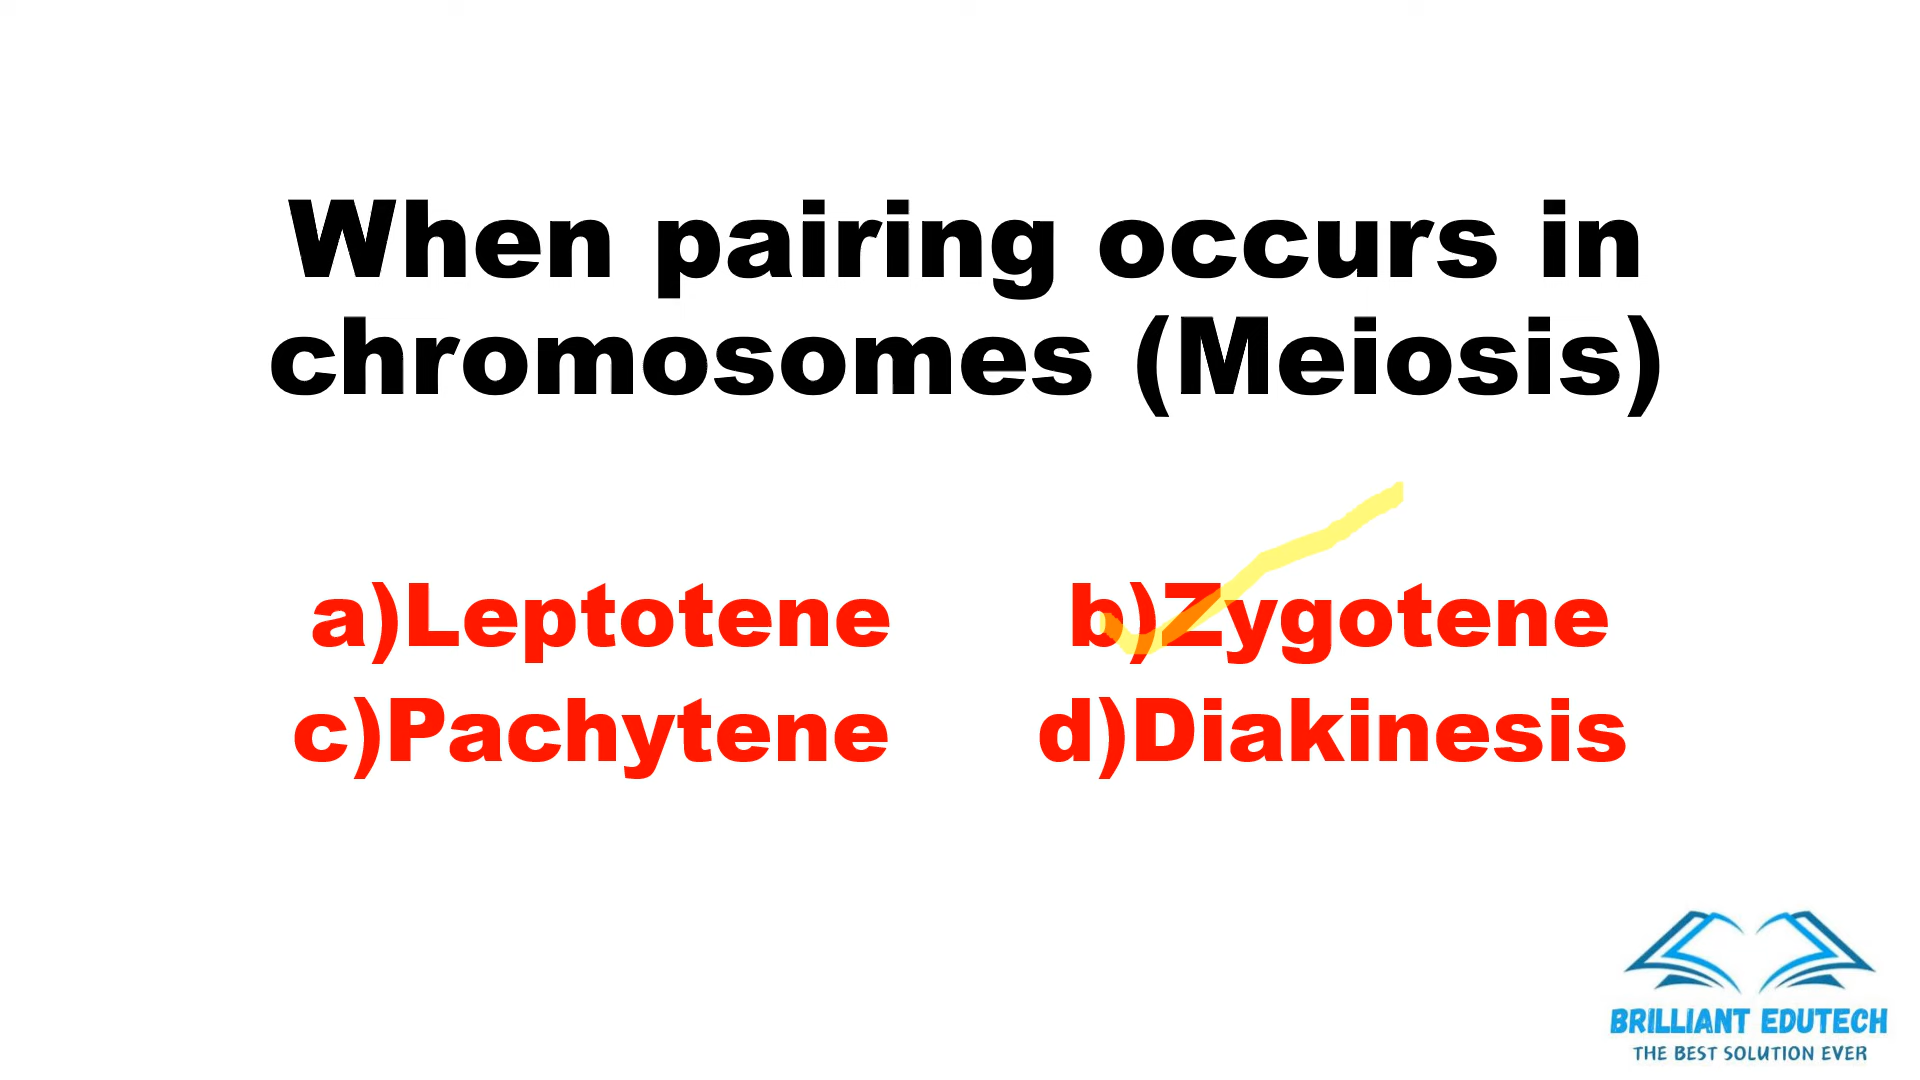 When pairing occurs in
chromosomes (Meiosis)
a)Leptotene b)Zygotene
c)Pachytene d)Diakinesis
BRILLIANT EDUTECH
THE BEST SOLUTION EVER